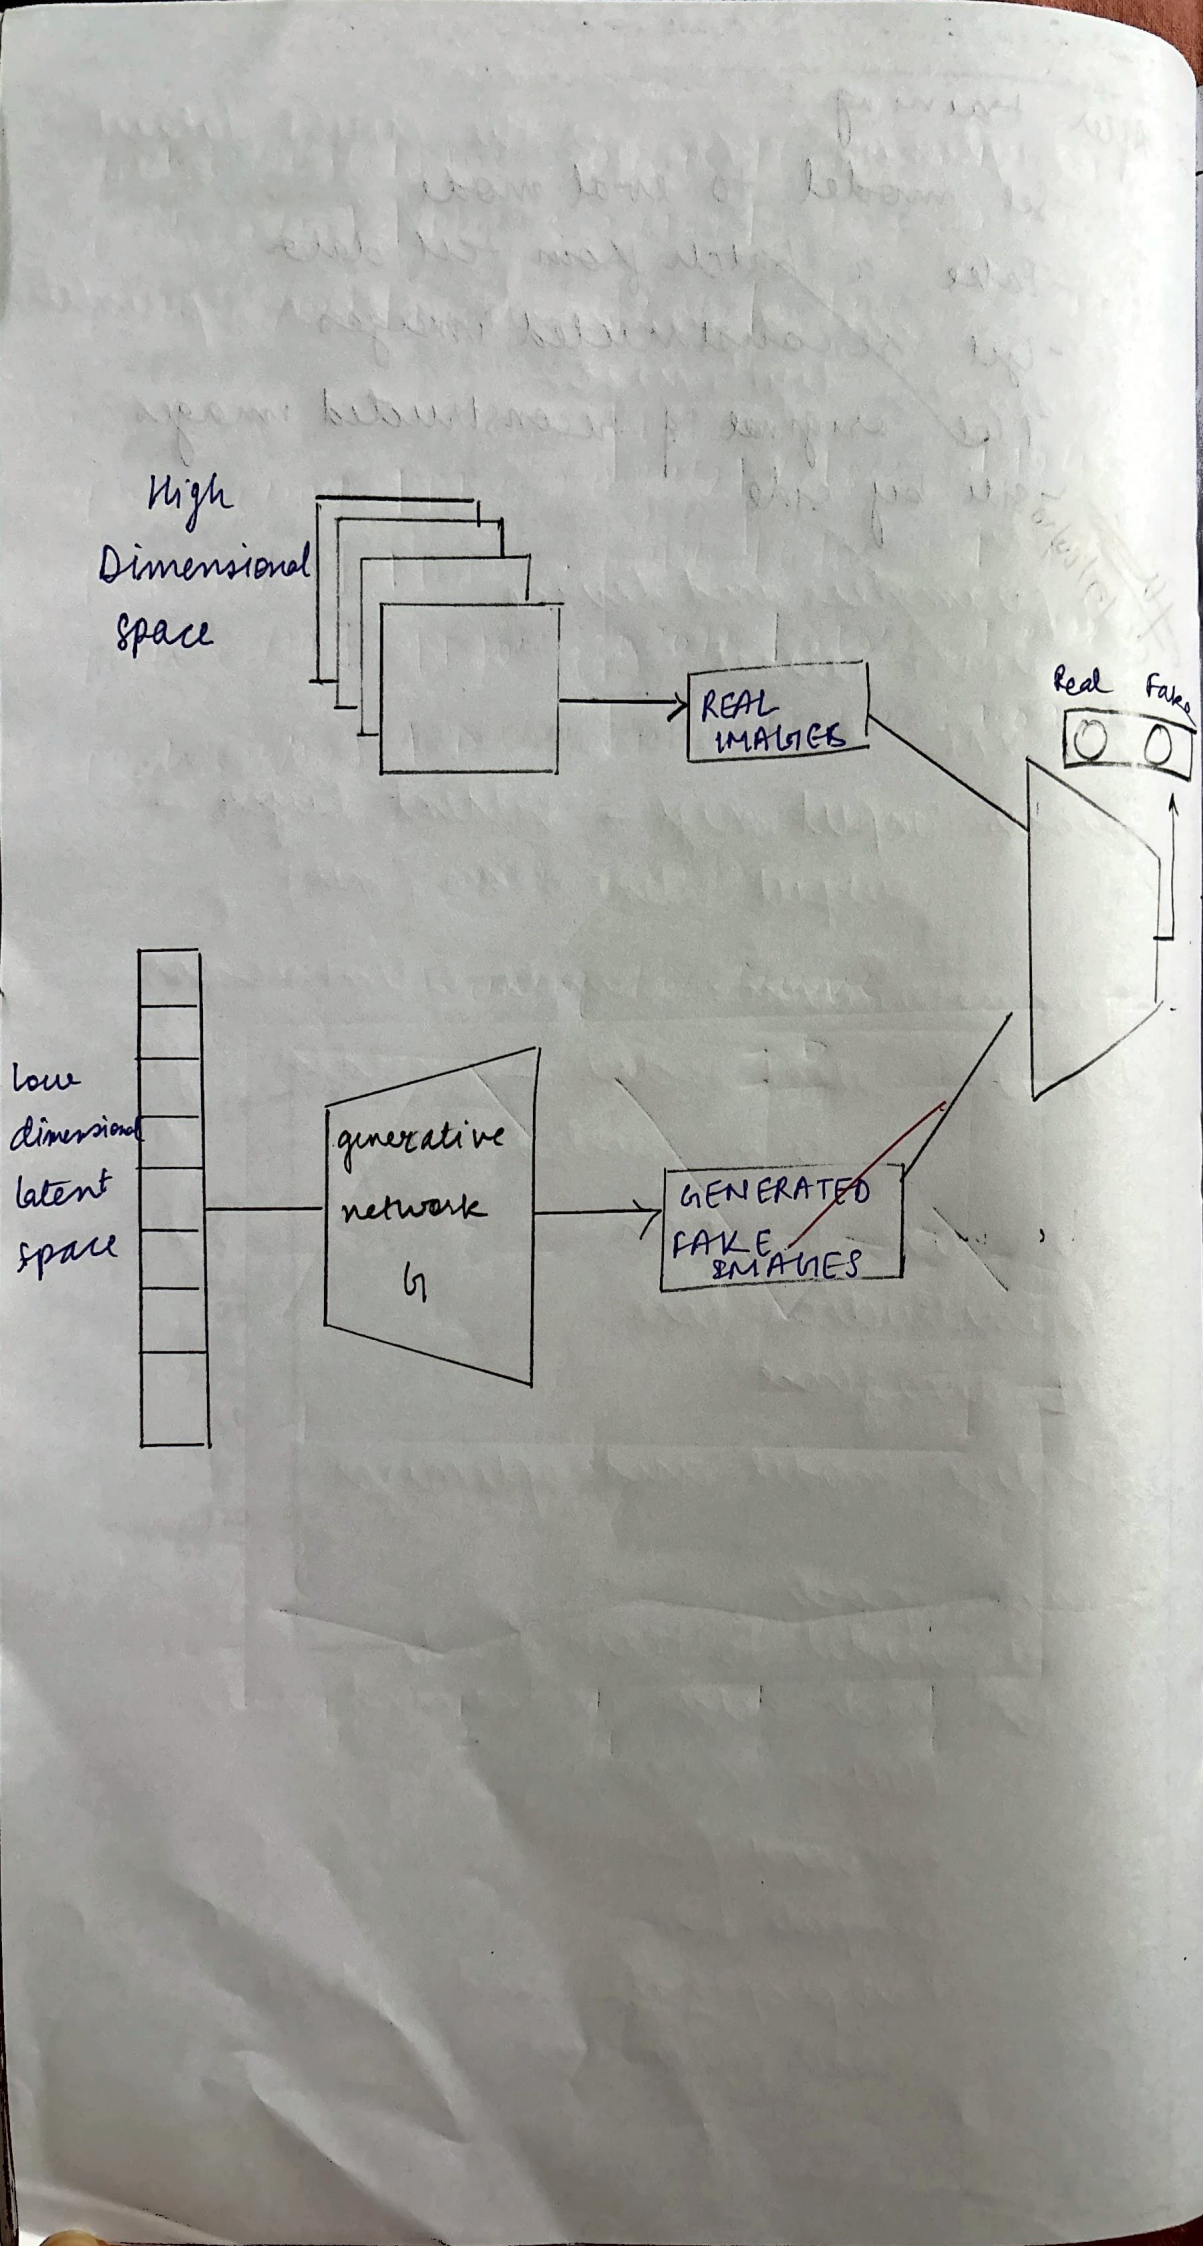 High
Dimensional
space
REAL
IMAGES
Real Fake
low
dimensional
latent
space
generative
network
G
GENERATED
FAKE
IMAGES